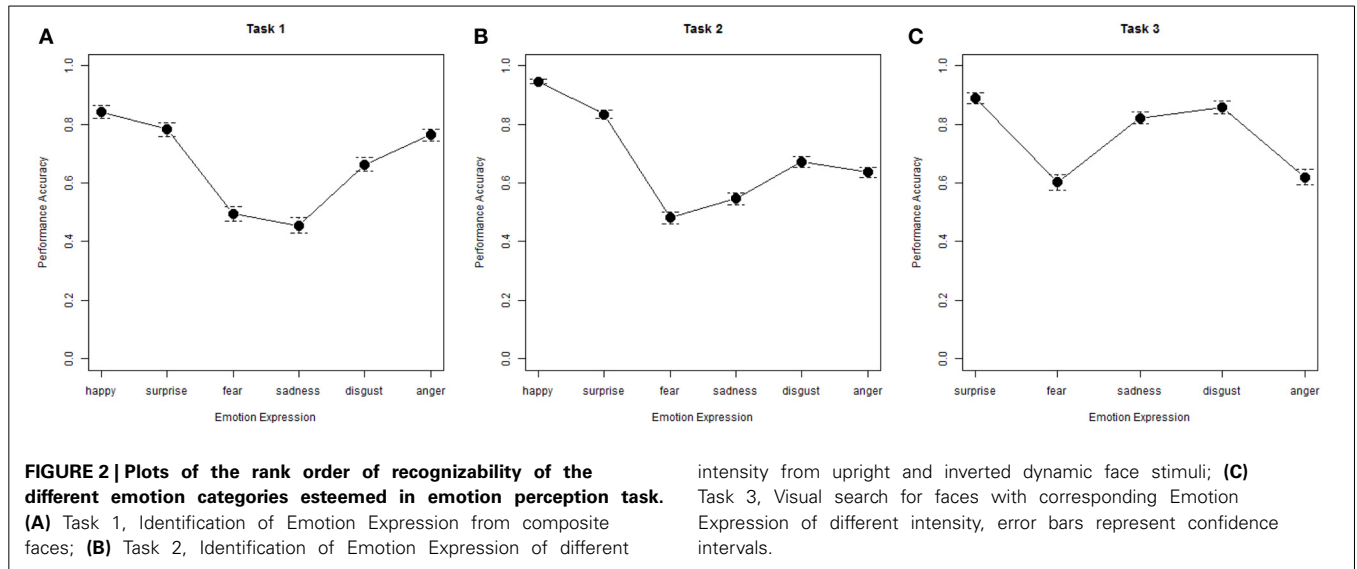 A
Task 1
Performance Accuracy
1.0
0.8
0.6
0.4
0.2
0.0
happy surprise fear sadness disgust anger
Emotion Expression
B
Task 2
Performance Accuracy
1.0
0.8
0.6
0.4
0.2
0.0
happy surprise fear sadness disgust anger
Emotion Expression
C
Task 3
Performance Accuracy
1.0
0.8
0.6
0.4
0.2
0.0
surprise fear sadness disgust anger
Emotion Expression
FIGURE 2 | Plots of the rank order of recognizability of the
different emotion categories esteemed in emotion perception task.
(A) Task 1, Identification of Emotion Expression from composite
faces; (B) Task 2, Identification of Emotion Expression of different
intensity from upright and inverted dynamic face stimuli; (C)
Task 3, Visual search for faces with corresponding Emotion
Expression of different intensity, error bars represent confidence
intervals.